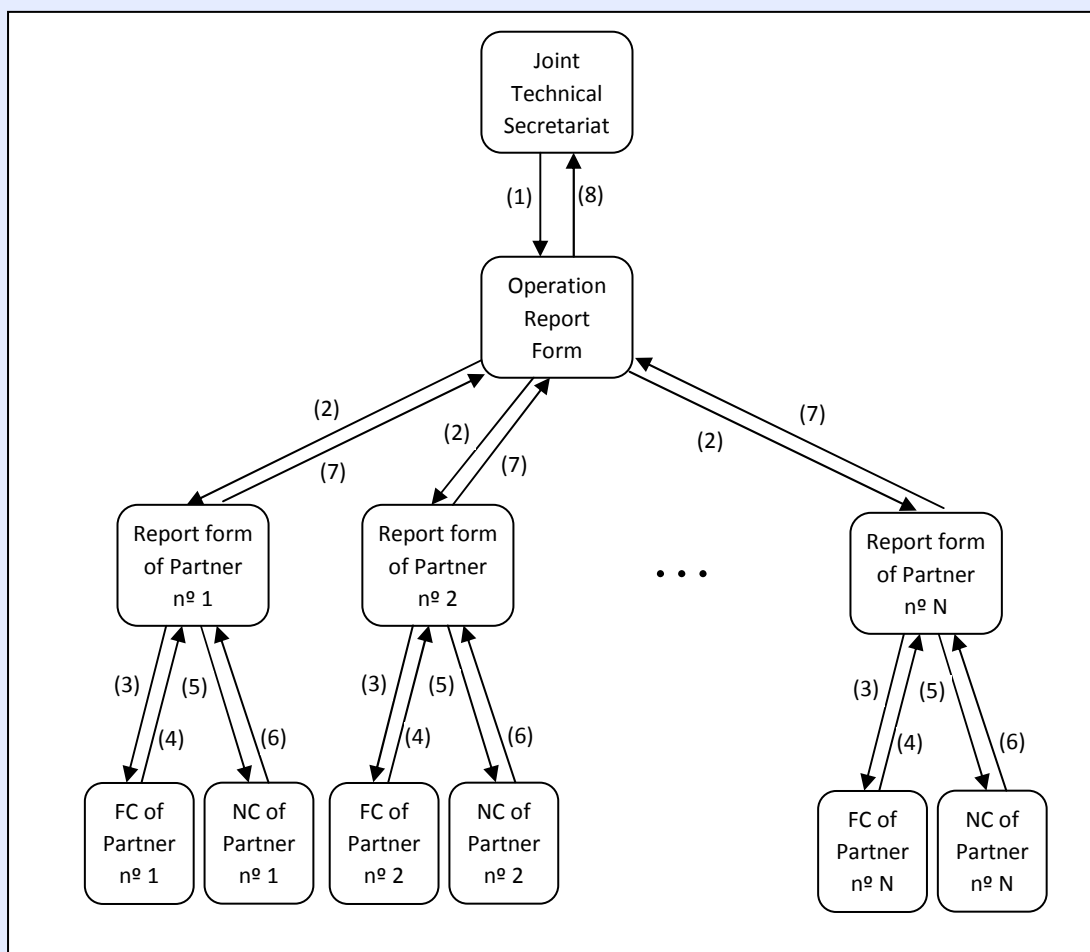 Joint
Technical
Secretariat
(1)
(8)
Operation
Report
Form
(2)
(7)
(2)
(7)
(2)
(7)
Report form
of Partner
nº 1
Report form
of Partner
nº 2
. . .
Report form
of Partner
nº N
(3)
(4)
(5)
(6)
(3)
(4)
(5)
(6)
(3)
(4)
(5)
(6)
FC of
Partner
nº 1
NC of
Partner
nº 1
FC of
Partner
nº 2
NC of
Partner
nº 2
FC of
Partner
nº N
NC of
Partner
nº N